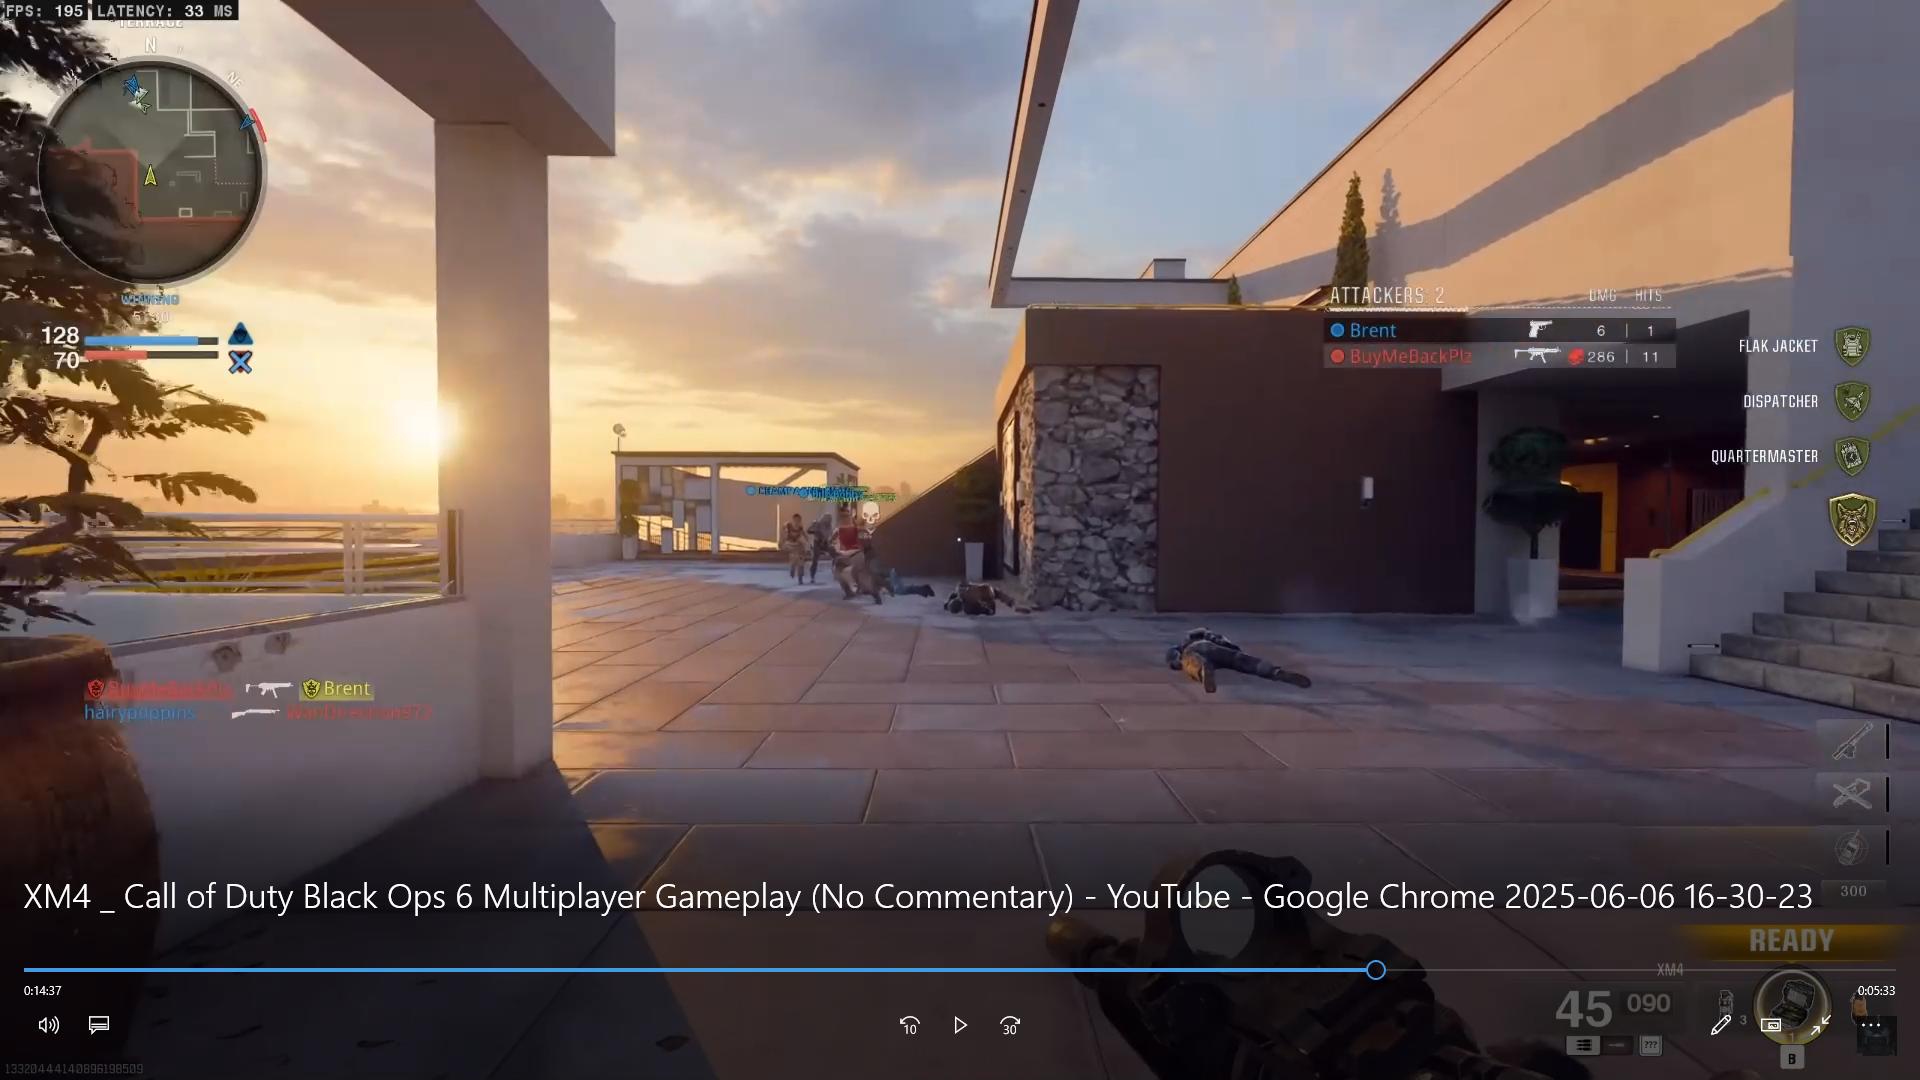 FPS: 195 LATENCY: 33 MS
TERRACE
N
NE
WINNING
128
70
ATTACKERS: 2 DMG HITS
Brent 6 | 1
BuyMeBackPlz 286 | 11
FLAK JACKET
DISPATCHER
QUARTERMASTER
BuyMeBackPlz Brent
hairypoppins
XM4 _ Call of Duty Black Ops 6 Multiplayer Gameplay (No Commentary) - YouTube - Google Chrome 2025-06-06 16-30-23
300
READY
XM4
0:14:37
0:05:33
45 090
3
10
30
???
B
13320444140896198509